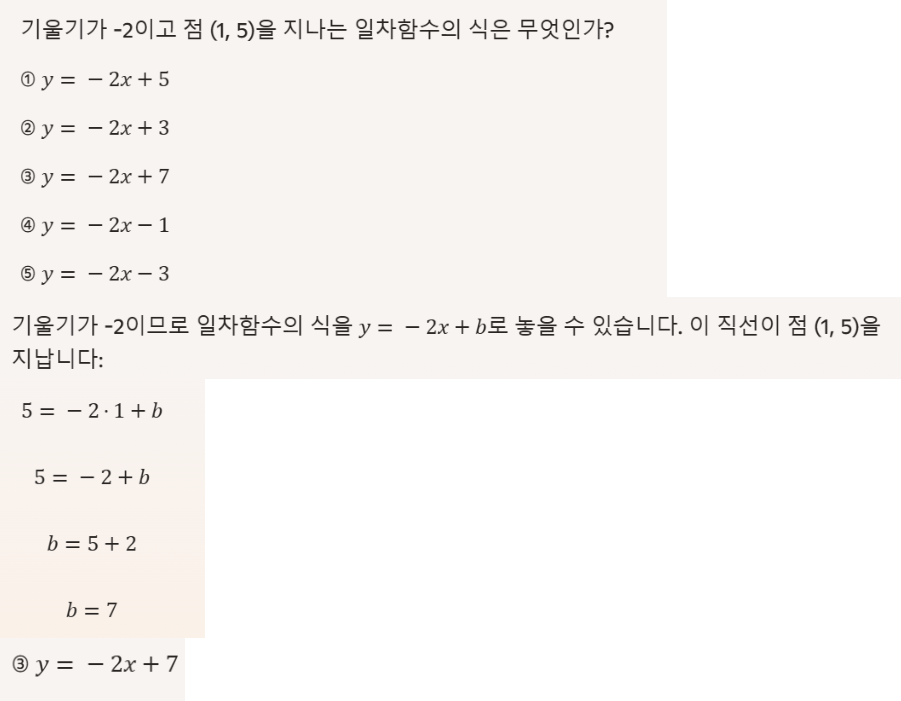 기울기가 -2이고 점 (1, 5)을 지나는 일차함수의 식은 무엇인가?
① y = − 2x + 5
② y = − 2x + 3
③ y = − 2x + 7
④ y = − 2x − 1
⑤ y = − 2x − 3
기울기가 -2이므로 일차함수의 식을 y = − 2x + b로 놓을 수 있습니다. 이 직선이 점 (1, 5)을
지납니다:
5 = − 2 · 1 + b
5 = − 2 + b
b = 5 + 2
b = 7
③ y = − 2x + 7